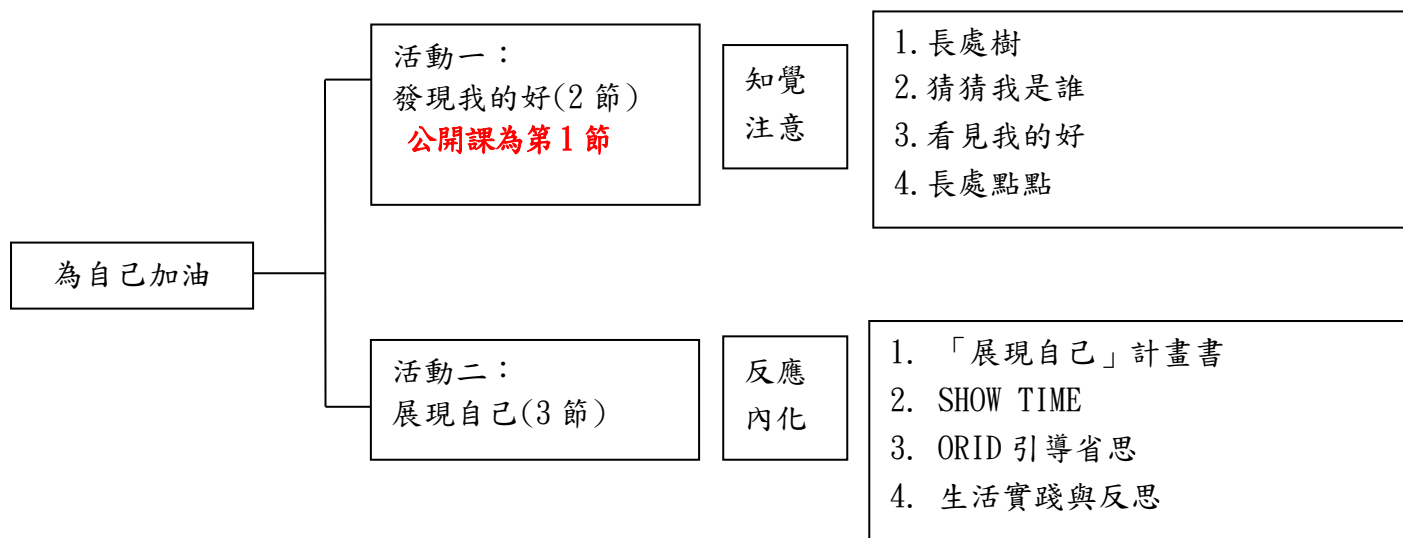 為自己加油
活動一：
發現我的好(2 節)
公開課為第 1 節
知覺
注意
1.長處樹
2.猜猜我是誰
3.看見我的好
4.長處點點
活動二：
展現自己(3 節)
反應
內化
1. 「展現自己」計畫書
2. SHOW TIME
3. ORID 引導省思
4. 生活實踐與反思